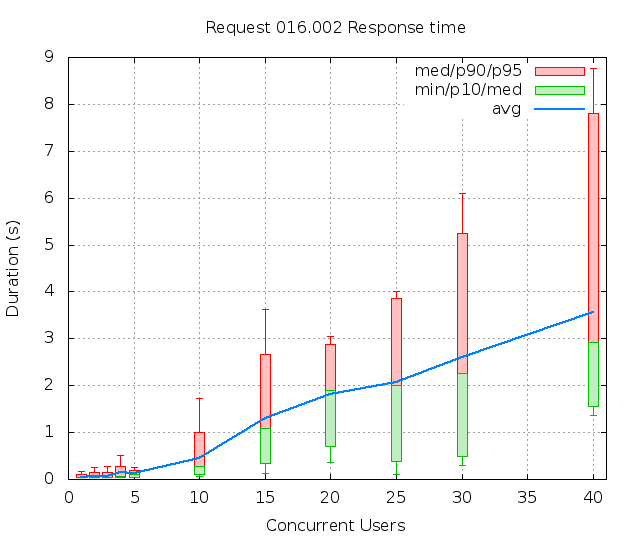 Request 016.002 Response time
med/p90/p95
min/p10/med
avg
9
8
7
6
5
4
3
2
1
0
Duration (s)
0 5 10 15 20 25 30 35 40
Concurrent Users